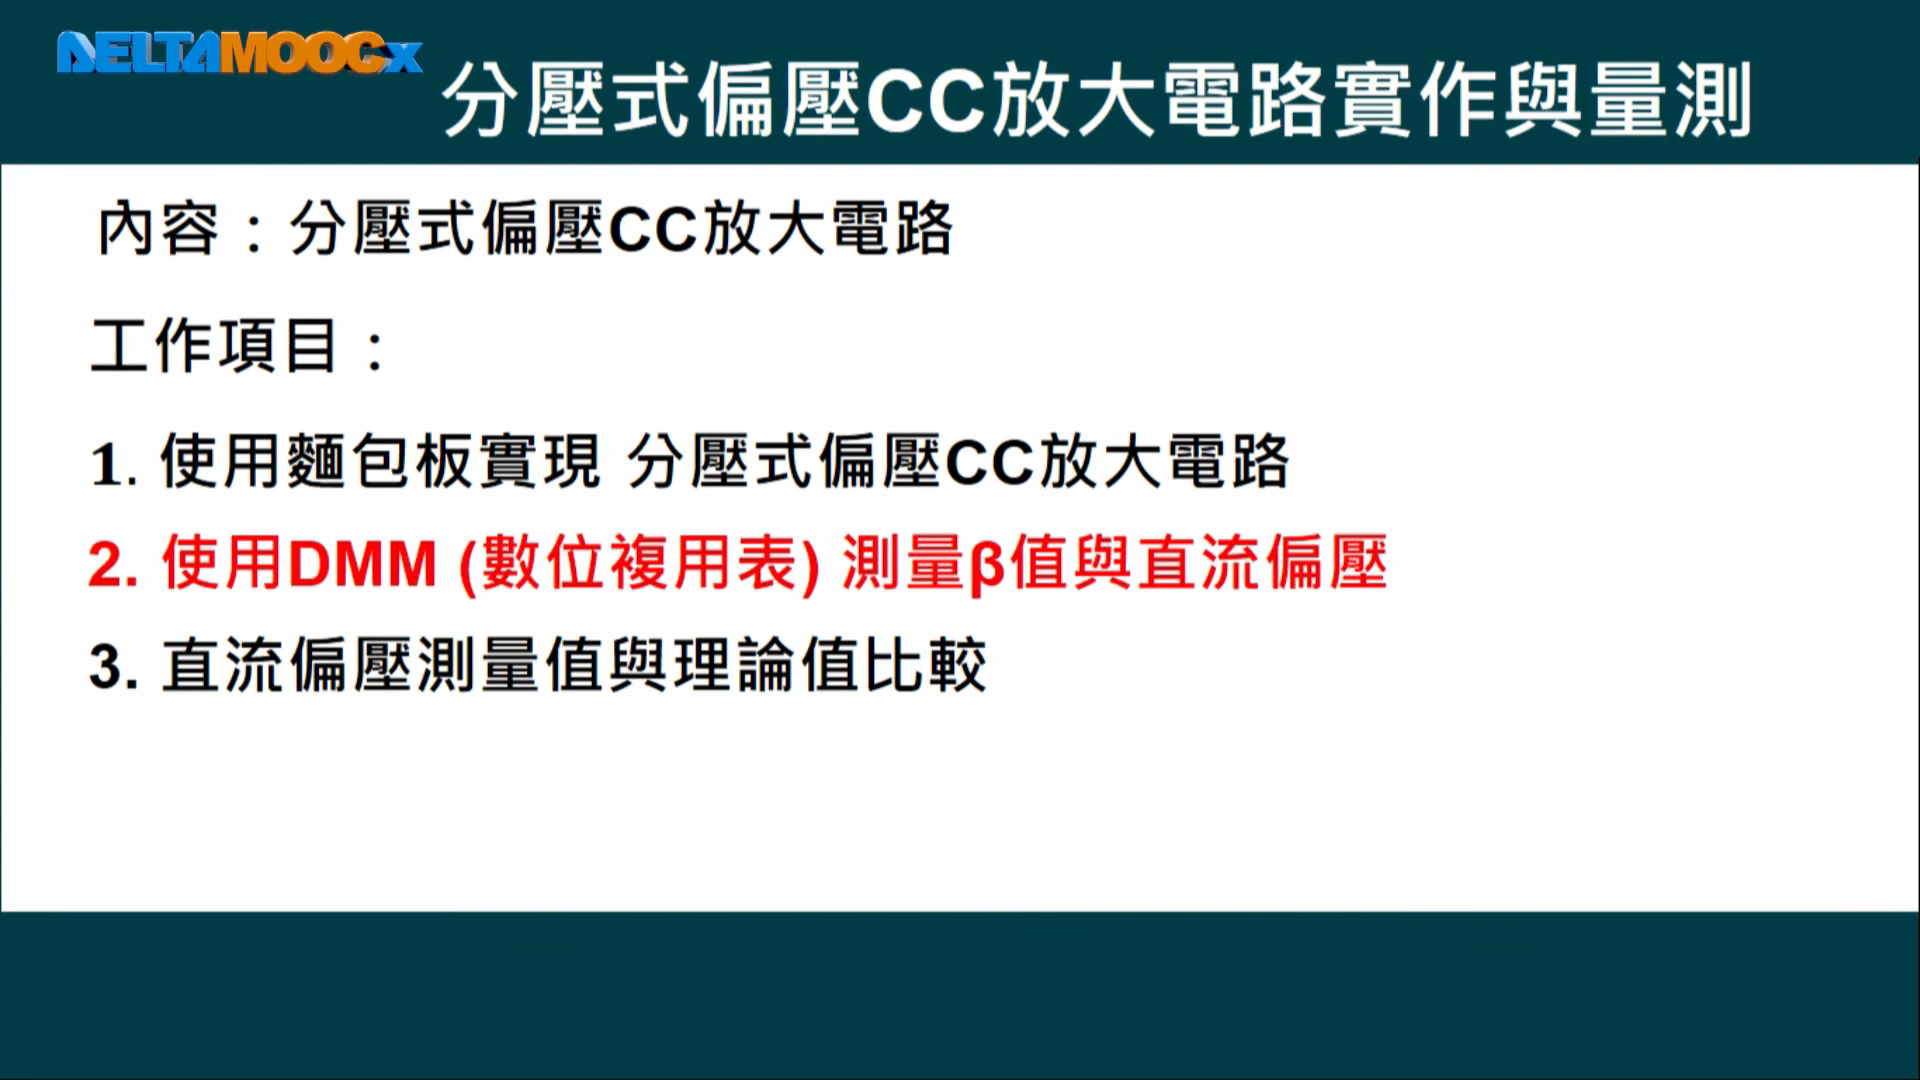 DELTAMOOCx
分壓式偏壓CC放大電路實作與量測
內容：分壓式偏壓CC放大電路
工作項目：
1. 使用麵包板實現 分壓式偏壓CC放大電路
2. 使用DMM (數位複用表) 測量β值與直流偏壓
3. 直流偏壓測量值與理論值比較